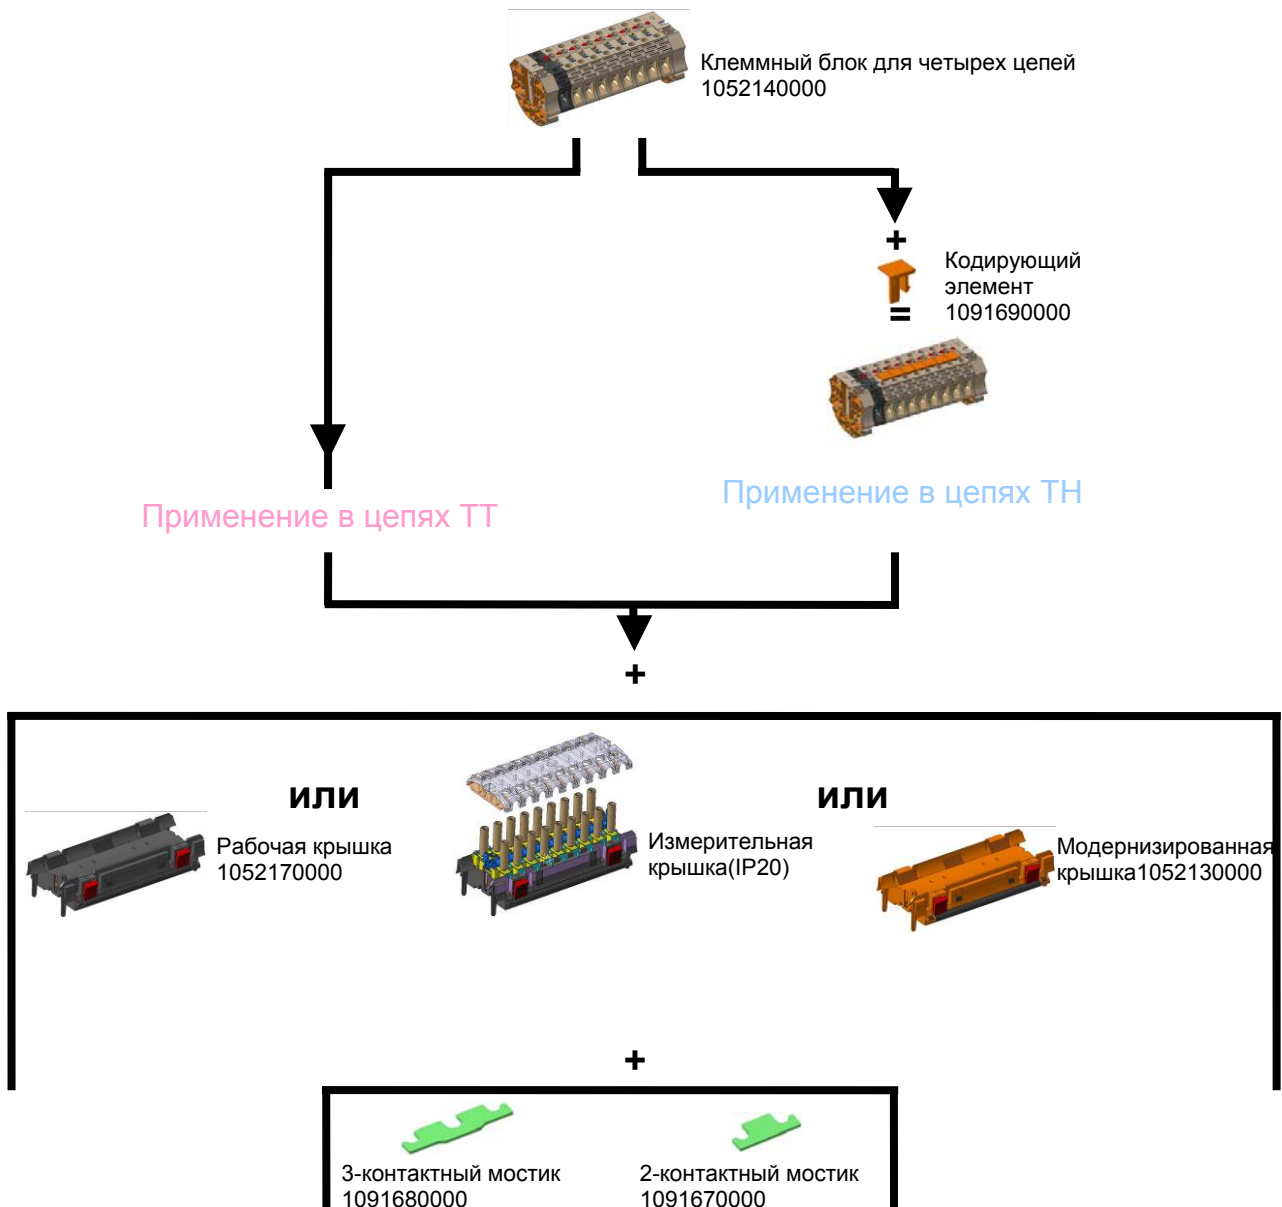 Клеммный блок для четырех цепей
1052140000
+
Кодирующий
элемент
1091690000
=
Применение в цепях ТТ
Применение в цепях ТН
+
или
или
Рабочая крышка
1052170000
Измерительная
крышка(IP20)
Модернизированная
крышка1052130000
+
3-контактный мостик
1091680000
2-контактный мостик
1091670000